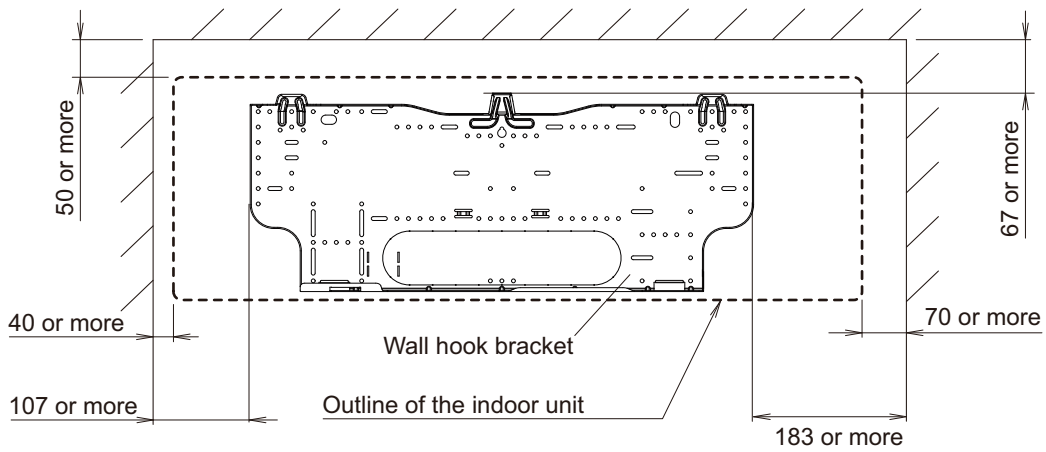 50 or more
67 or more
40 or more
70 or more
Wall hook bracket
107 or more
Outline of the indoor unit
183 or more